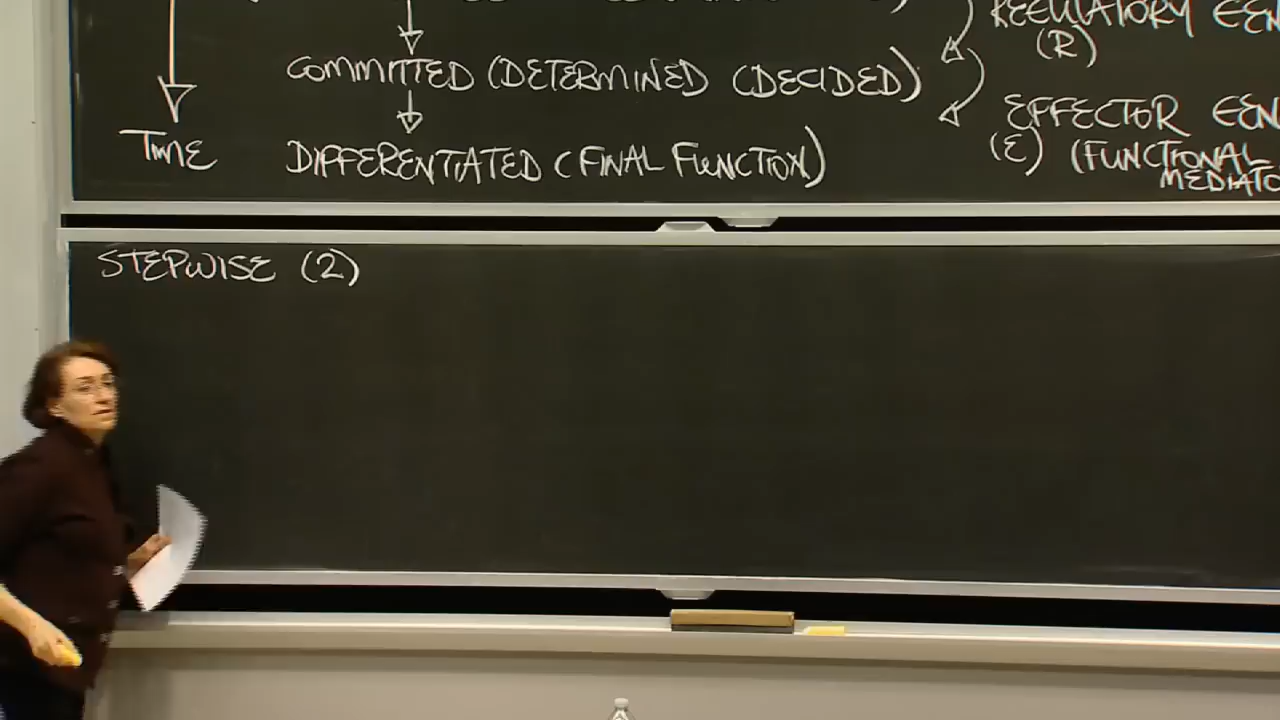 (R)
COMMITTED (DETERMINED (DECIDED)
EFFECTOR
TIME
DIFFERENTIATED (FINAL FUNCTION)
(E) (FUNCTIONAL
STEPWISE (2)